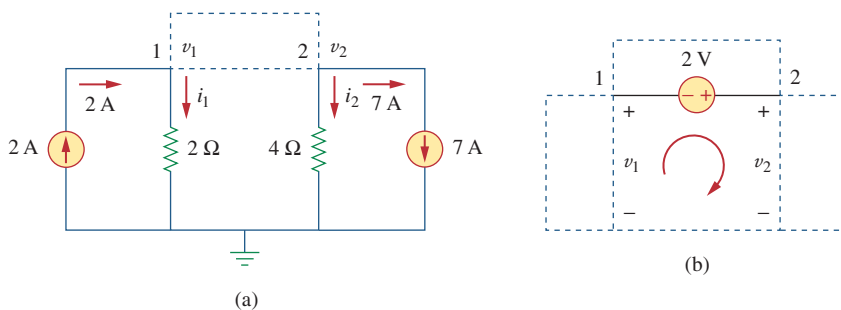 1 v₁ 2 v₂
2 A i₁ i₂ 7 A
2 A 2 Ω 4 Ω 7 A
(a)
2 V
1 − + 2
+ +
v₁ v₂
− −
(b)